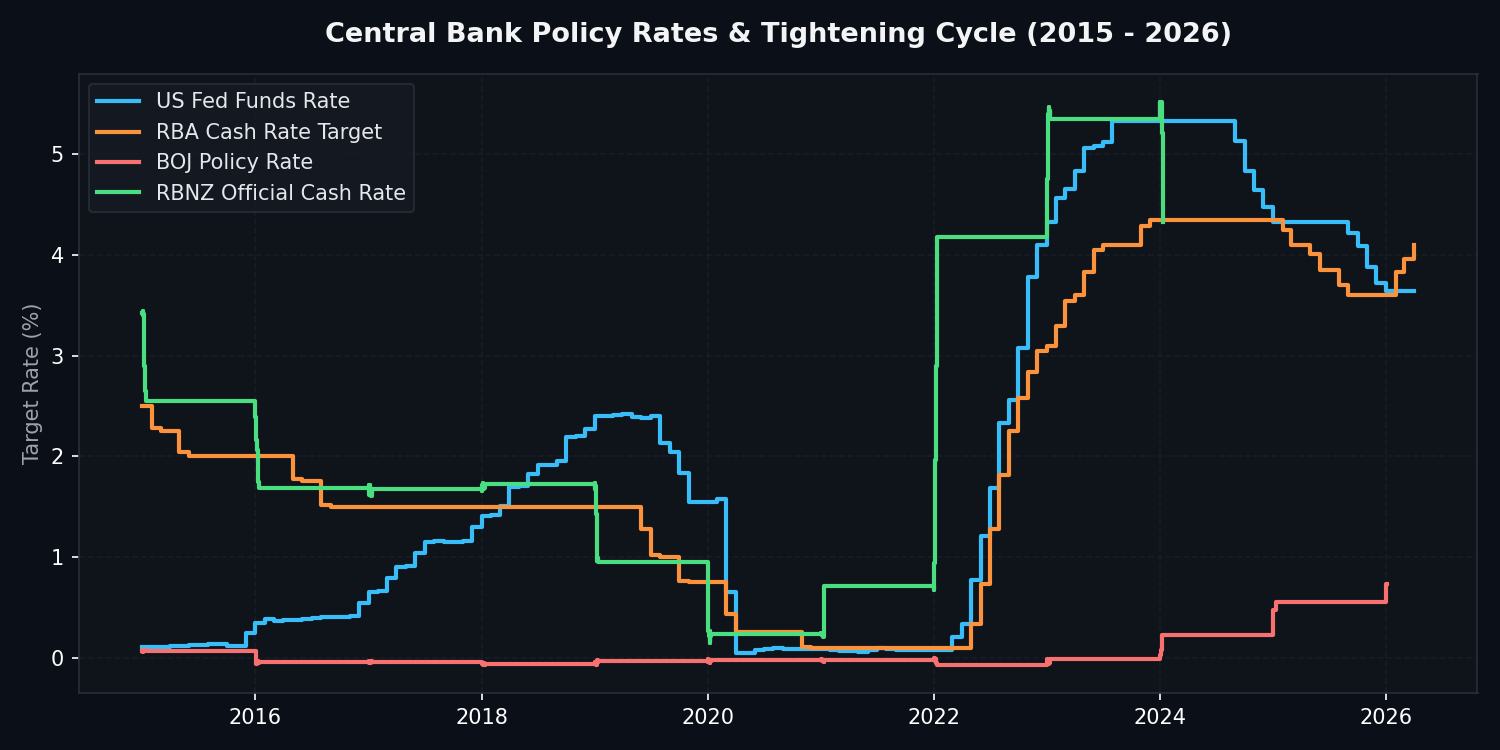 Central Bank Policy Rates & Tightening Cycle (2015 - 2026)
US Fed Funds Rate
RBA Cash Rate Target
BOJ Policy Rate
RBNZ Official Cash Rate
Target Rate (%)
5
4
3
2
1
0
2016
2018
2020
2022
2024
2026